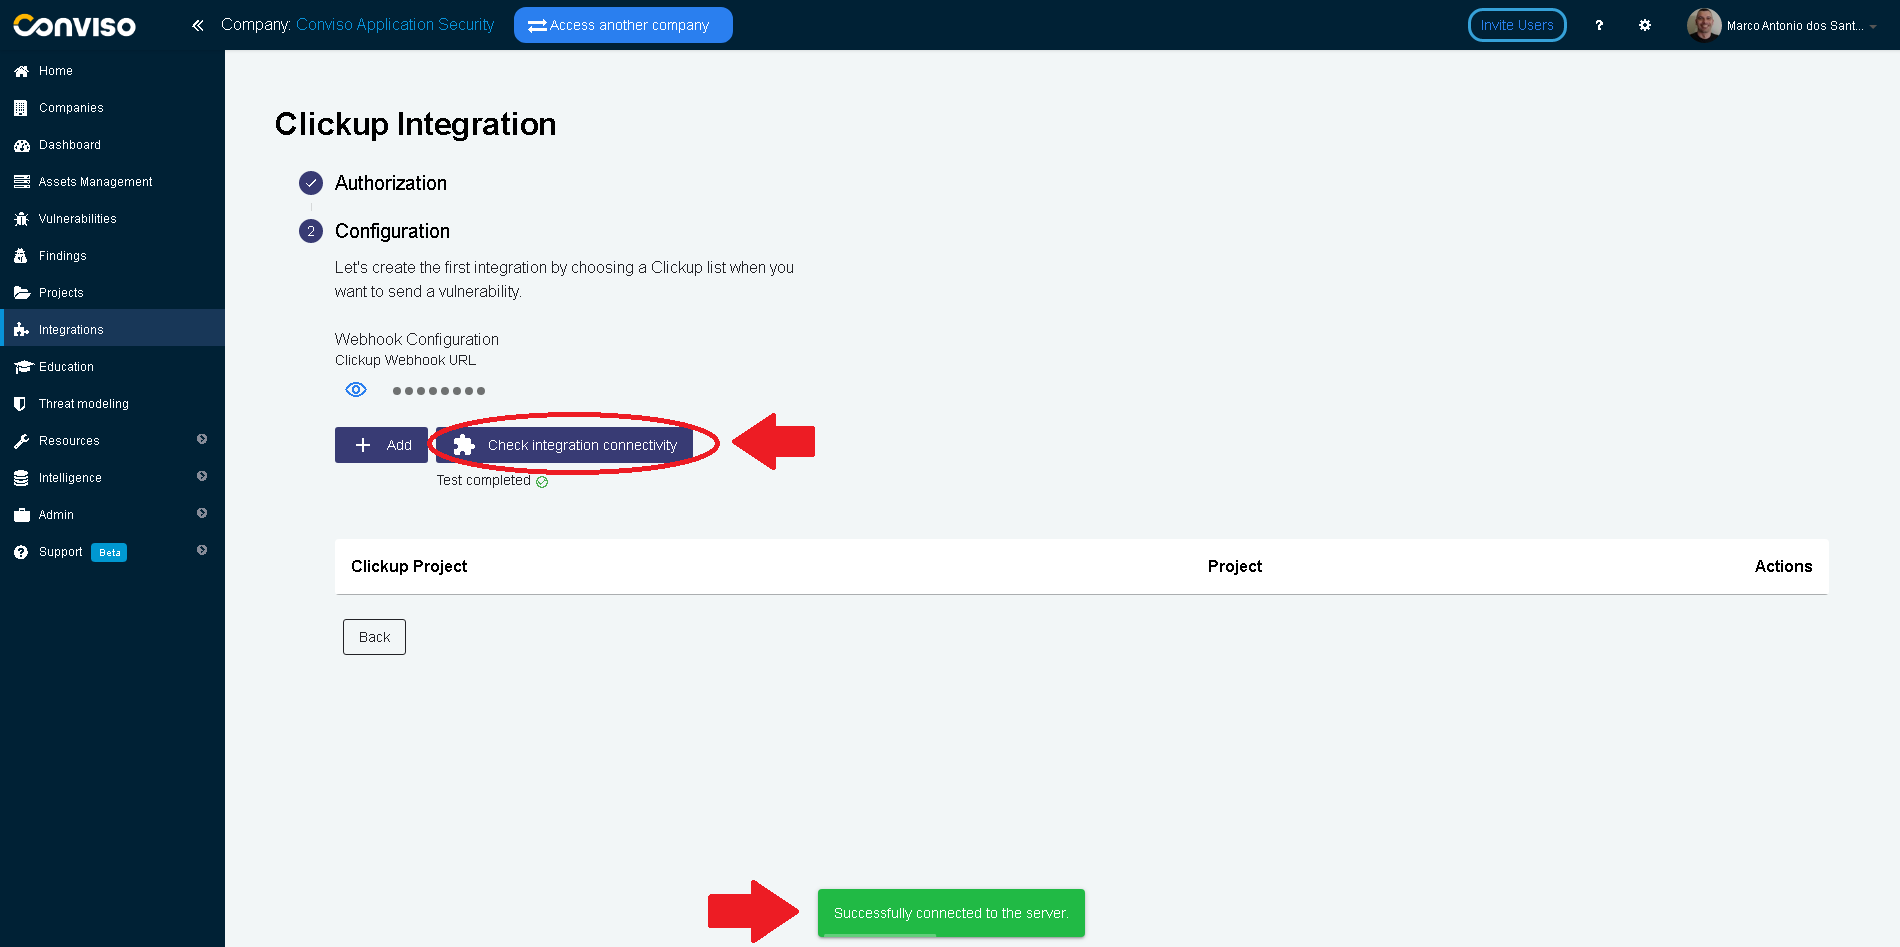 Conviso
Company: Conviso Application Security
Access another company
Invite Users
?
Marco Antonio dos Sant...
Home
Companies
Dashboard
Assets Management
Vulnerabilities
Findings
Projects
Integrations
Education
Threat modeling
Resources
Intelligence
Admin
Support Beta
Clickup Integration
Authorization
2 Configuration
Let's create the first integration by choosing a Clickup list when you
want to send a vulnerability.
Webhook Configuration
Clickup Webhook URL
••••••••
Add
Check integration connectivity
Test completed
Clickup Project Project Actions
Back
Successfully connected to the server.